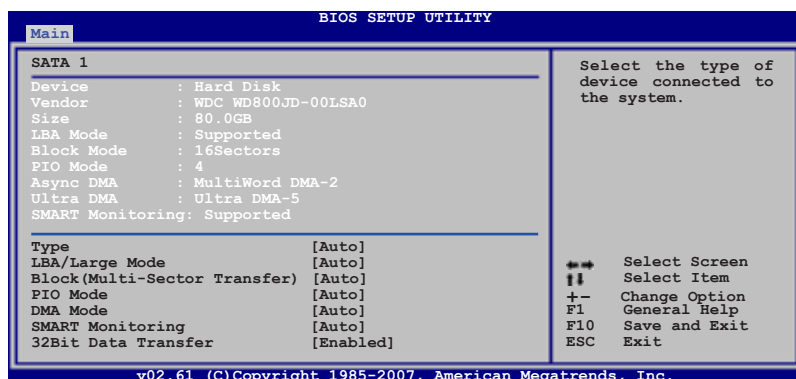 BIOS SETUP UTILITY
Main
SATA 1
Device : Hard Disk
Vendor : WDC WD800JD-00LSA0
Size : 80.0GB
LBA Mode : Supported
Block Mode : 16Sectors
PIO Mode : 4
Async DMA : MultiWord DMA-2
Ultra DMA : Ultra DMA-5
SMART Monitoring: Supported
Type [Auto]
LBA/Large Mode [Auto]
Block(Multi-Sector Transfer) [Auto]
PIO Mode [Auto]
DMA Mode [Auto]
SMART Monitoring [Auto]
32Bit Data Transfer [Enabled]
Select the type of
device connected to
the system.
←→ Select Screen
↑↓ Select Item
+- Change Option
F1 General Help
F10 Save and Exit
ESC Exit
v02.61 (C)Copyright 1985-2007, American Megatrends, Inc.